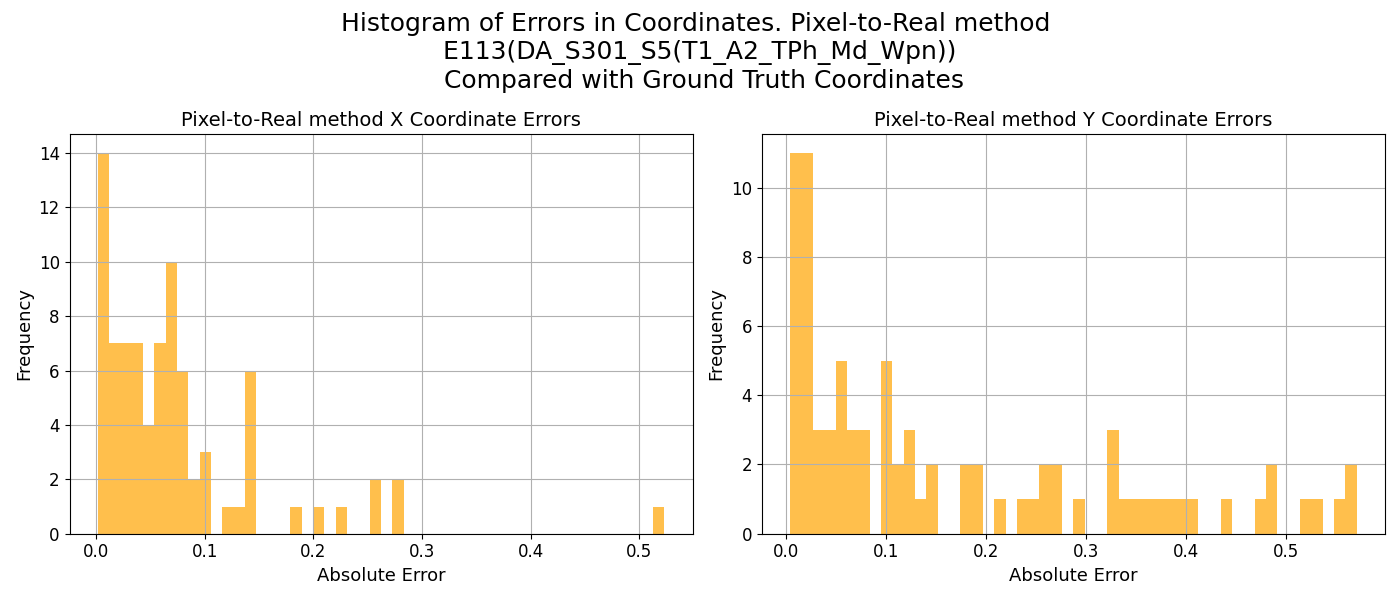 Histogram of Errors in Coordinates. Pixel-to-Real method
E113(DA_S301_S5(T1_A2_TPh_Md_Wpn))
Compared with Ground Truth Coordinates
Pixel-to-Real method X Coordinate Errors
14
12
10
8
6
4
2
0
Frequency
0.0 0.1 0.2 0.3 0.4 0.5
Absolute Error
Pixel-to-Real method Y Coordinate Errors
10
8
6
4
2
0
Frequency
0.0 0.1 0.2 0.3 0.4 0.5
Absolute Error